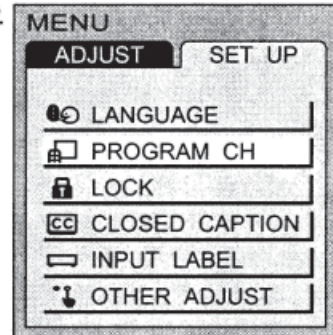 MENU
ADJUST SET UP
LANGUAGE
PROGRAM CH
LOCK
CC CLOSED CAPTION
INPUT LABEL
OTHER ADJUST